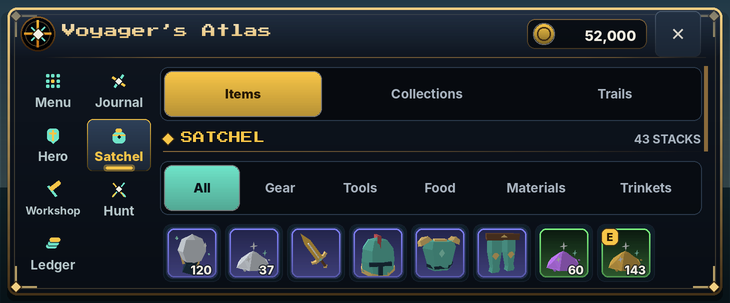 Voyager's Atlas
52,000
Menu
Journal
Hero
Satchel
Workshop
Hunt
Ledger
Items
Collections
Trails
SATCHEL
43 STACKS
All
Gear
Tools
Food
Materials
Trinkets
120
37
60
E
143